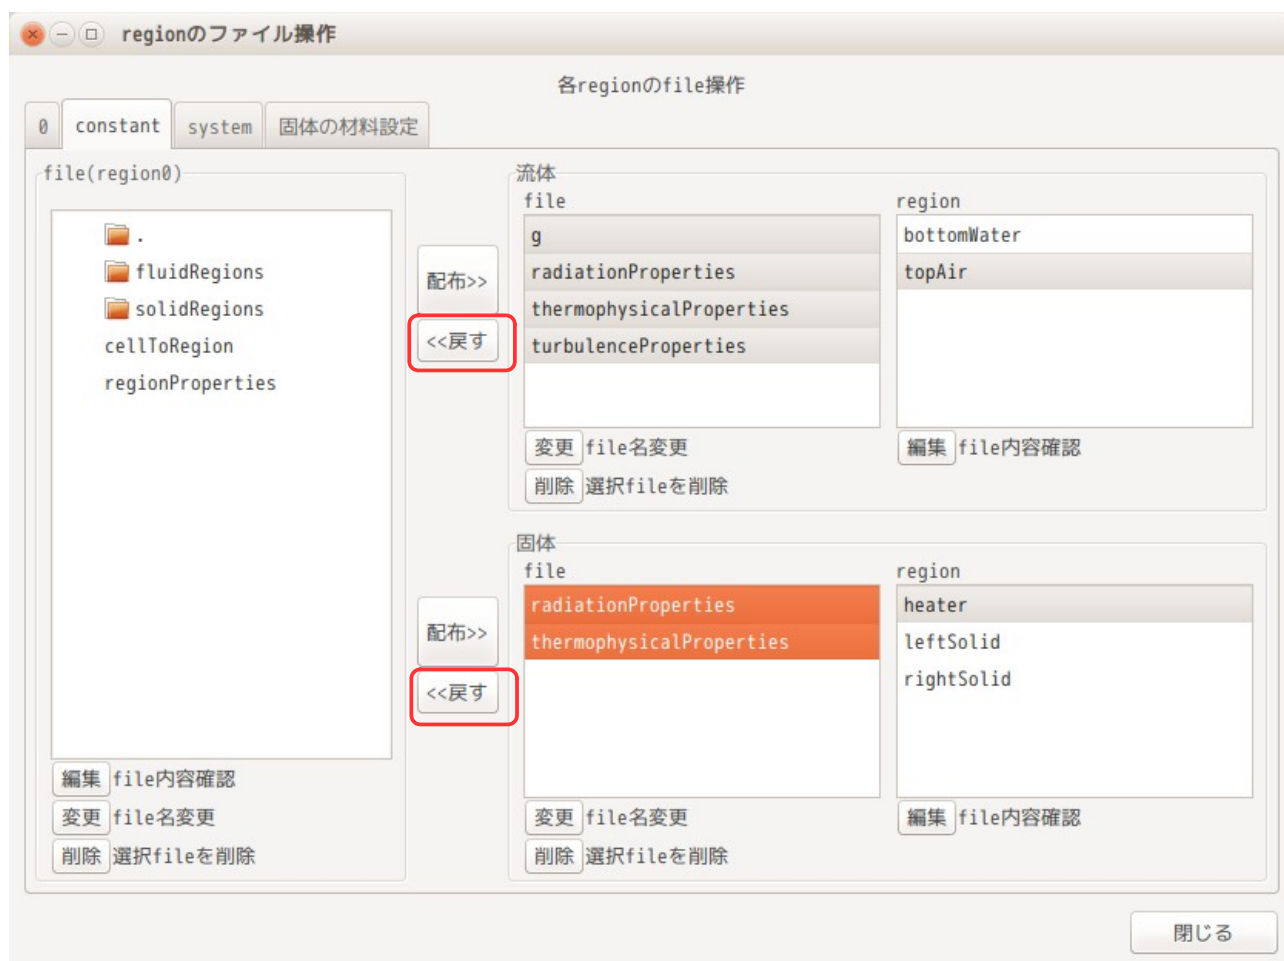 regionのファイル操作
各regionのfile操作
0 constant system 固体の材料設定
file(region0)
.
fluidRegions
solidRegions
cellToRegion
regionProperties
編集 file内容確認
変更 file名変更
削除 選択fileを削除
配布>>
<<戻す
配布>>
<<戻す
流体
file
g
radiationProperties
thermophysicalProperties
turbulenceProperties
変更 file名変更
削除 選択fileを削除
region
bottomWater
topAir
編集 file内容確認
固体
file
radiationProperties
thermophysicalProperties
変更 file名変更
削除 選択fileを削除
region
heater
leftSolid
rightSolid
編集 file内容確認
閉じる